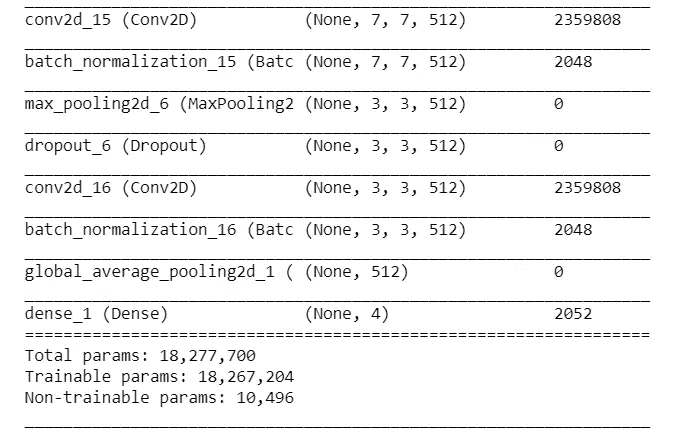 conv2d_15 (Conv2D) (None, 7, 7, 512) 2359808
batch_normalization_15 (Batc (None, 7, 7, 512) 2048
max_pooling2d_6 (MaxPooling2 (None, 3, 3, 512) 0
dropout_6 (Dropout) (None, 3, 3, 512) 0
conv2d_16 (Conv2D) (None, 3, 3, 512) 2359808
batch_normalization_16 (Batc (None, 3, 3, 512) 2048
global_average_pooling2d_1 ( (None, 512) 0
dense_1 (Dense) (None, 4) 2052
Total params: 18,277,700
Trainable params: 18,267,204
Non-trainable params: 10,496